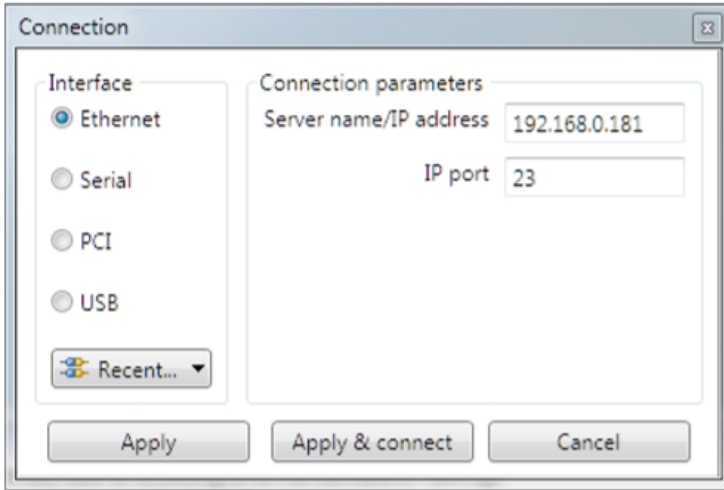 Connection
Interface
Ethernet
Serial
PCI
USB
Recent...
Connection parameters
Server name/IP address 192.168.0.181
IP port 23
Apply Apply & connect Cancel